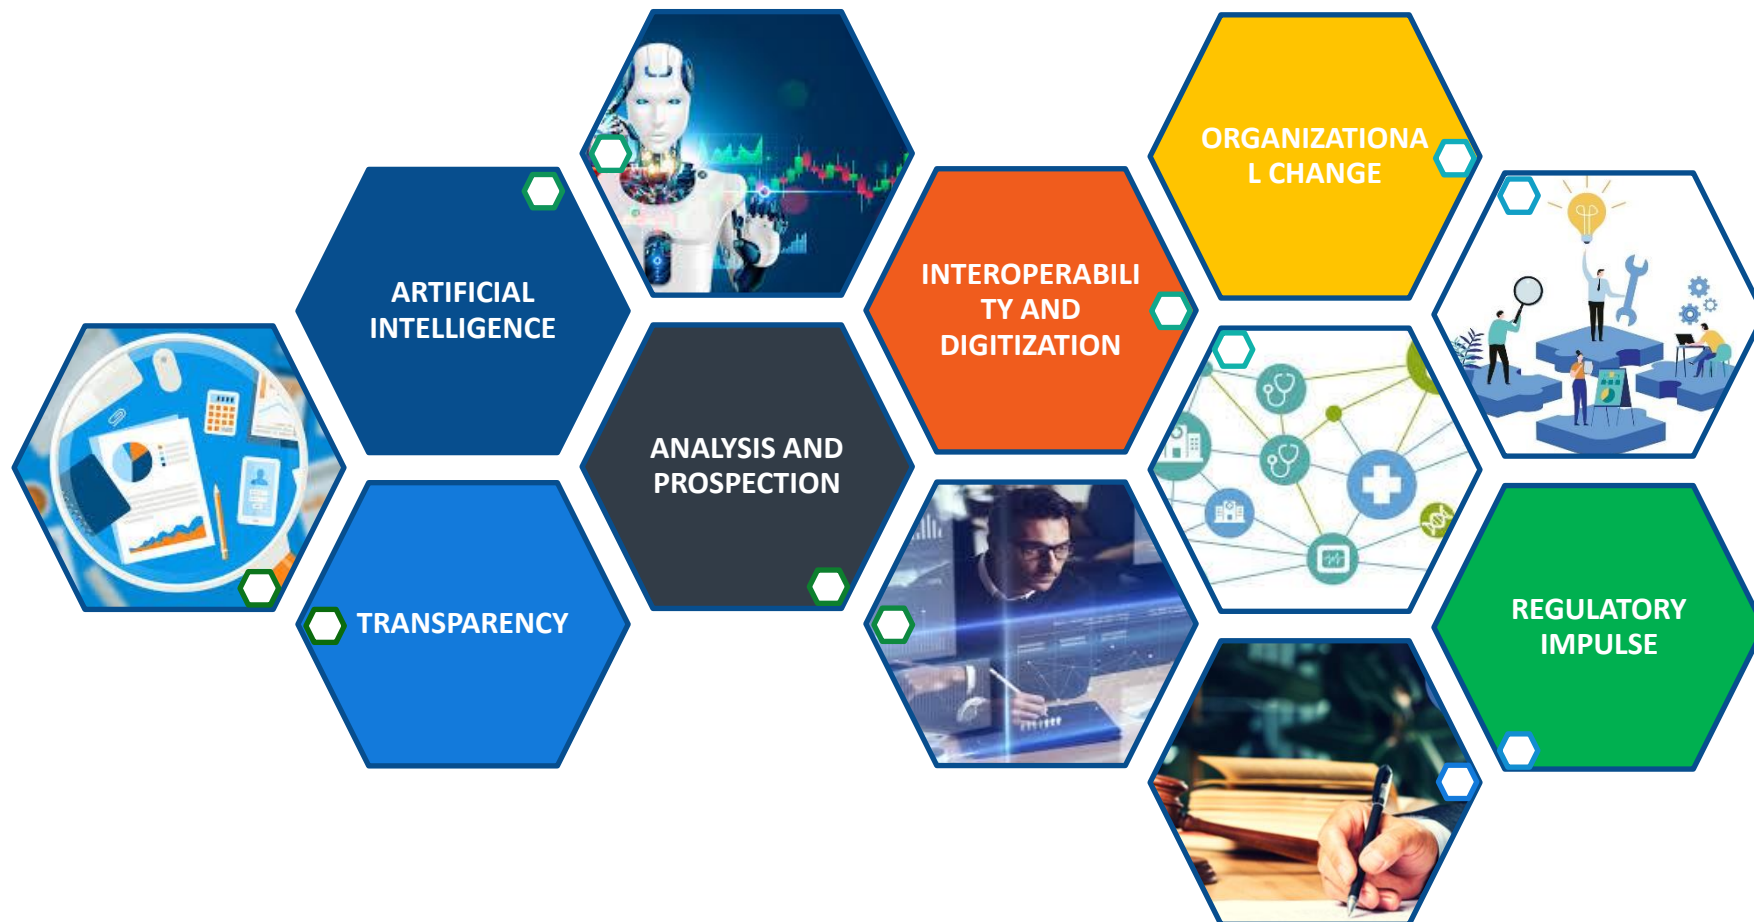 ARTIFICIAL
INTELLIGENCE
TRANSPARENCY
ANALYSIS AND
PROSPECTION
INTEROPERABILI
TY AND
DIGITIZATION
ORGANIZATIONA
L CHANGE
REGULATORY
IMPULSE